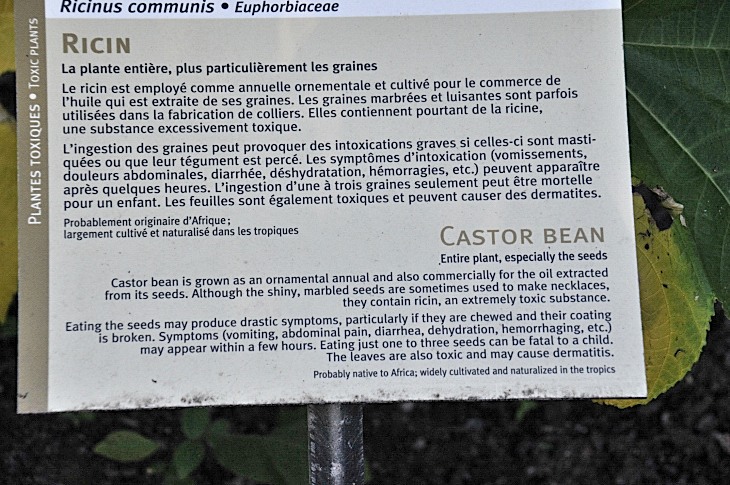 Ricinus communis • Euphorbiaceae
RICIN
La plante entière, plus particulièrement les graines
Le ricin est employé comme annuelle ornementale et cultivé pour le commerce de
l'huile qui est extraite de ses graines. Les graines marbrées et luisantes sont parfois
utilisées dans la fabrication de colliers. Elles contiennent pourtant de la ricine,
une substance excessivement toxique.
L'ingestion des graines peut provoquer des intoxications graves si celles-ci sont masti-
quées ou que leur tégument est percé. Les symptômes d'intoxication (vomissements,
douleurs abdominales, diarrhée, déshydratation, hémorragies, etc.) peuvent apparaître
après quelques heures. L'ingestion d'une à trois graines seulement peut être mortelle
pour un enfant. Les feuilles sont également toxiques et peuvent causer des dermatites.
Probablement originaire d'Afrique;
largement cultivé et naturalisé dans les tropiques
CASTOR BEAN
Entire plant, especially the seeds
Castor bean is grown as an ornamental annual and also commercially for the oil extracted
from its seeds. Although the shiny, marbled seeds are sometimes used to make necklaces,
they contain ricin, an extremely toxic substance.
Eating the seeds may produce drastic symptoms, particularly if they are chewed and their coating
is broken. Symptoms (vomiting, abdominal pain, diarrhea, dehydration, hemorrhaging, etc.)
may appear within a few hours. Eating just one to three seeds can be fatal to a child.
The leaves are also toxic and may cause dermatitis.
Probably native to Africa; widely cultivated and naturalized in the tropics
PLANTES TOXIQUES • TOXIC PLANTS